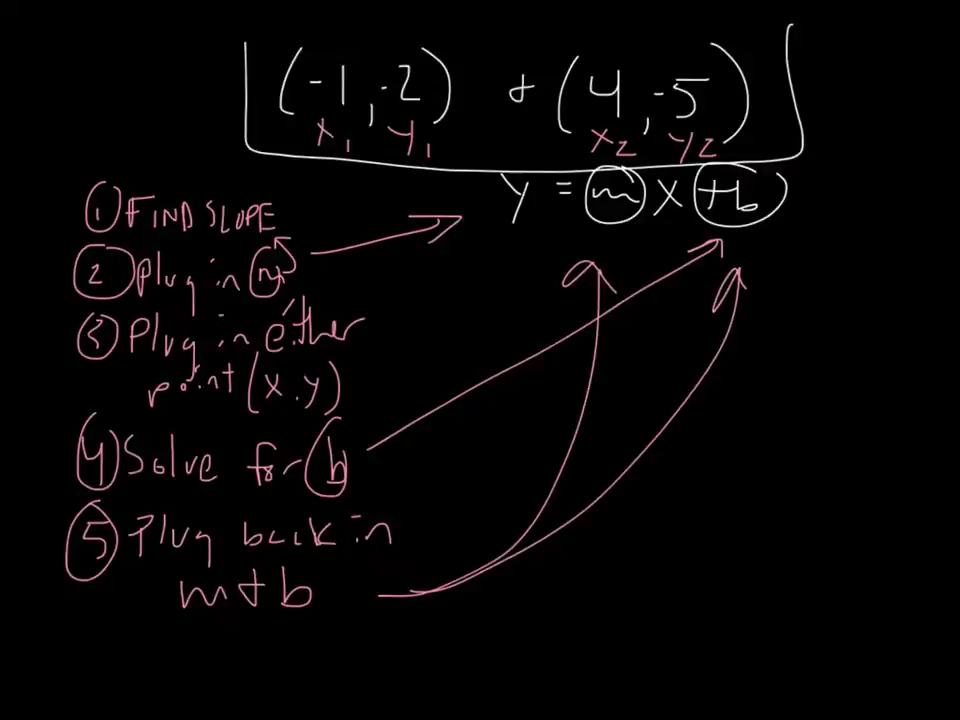 (-1,-2) + (4,-5)
x1 y1 x2 y2
y = mx+b
① FIND SLOPE
② Plug in m
③ Plug in either
point (x,y)
④ Solve for b
⑤ Plug back in
m + b